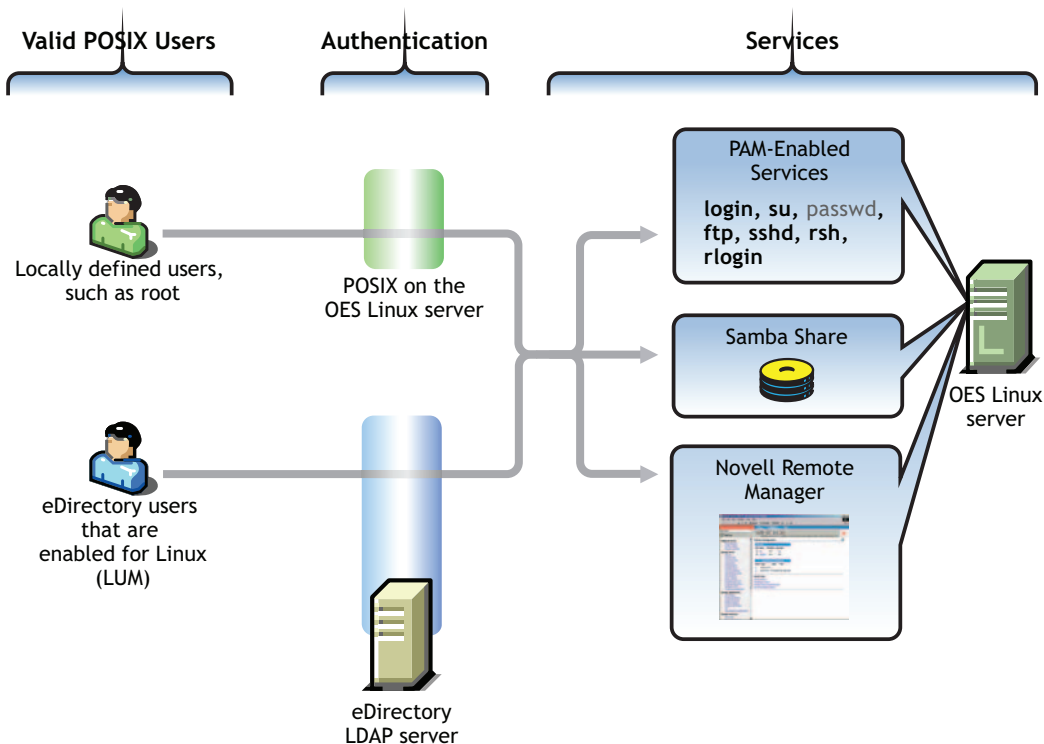 Valid POSIX Users
Authentication
Services
Locally defined users,
such as root
POSIX on the
OES Linux server
eDirectory users
that are
enabled for Linux
(LUM)
eDirectory
LDAP server
PAM-Enabled
Services
login, su, passwd,
ftp, sshd, rsh,
rlogin
Samba Share
Novell Remote
Manager
L
OES Linux
server